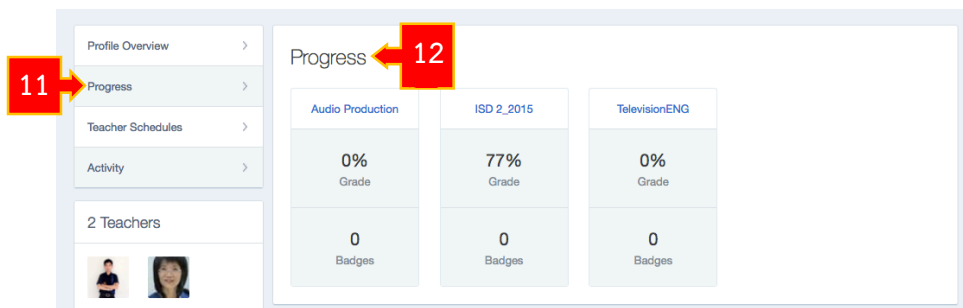 Profile Overview
11
Progress
Teacher Schedules
Activity
2 Teachers
Progress
12
Audio Production
0%
Grade
0
Badges
ISD 2_2015
77%
Grade
0
Badges
TelevisionENG
0%
Grade
0
Badges